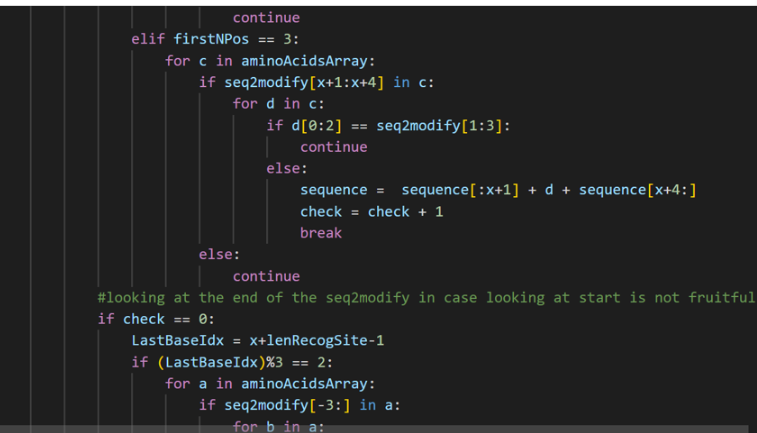 continue
elif firstNPos == 3:
for c in aminoAcidsArray:
if seq2modify[x+1:x+4] in c:
for d in c:
if d[0:2] == seq2modify[1:3]:
continue
else:
sequence =  sequence[:x+1] + d + sequence[x+4:]
check = check + 1
break
else:
continue
#looking at the end of the seq2modify in case looking at start is not fruitful
if check == 0:
LastBaseIdx = x+lenRecogSite-1
if (LastBaseIdx)%3 == 2:
for a in aminoAcidsArray:
if seq2modify[-3:] in a:
for b in a: